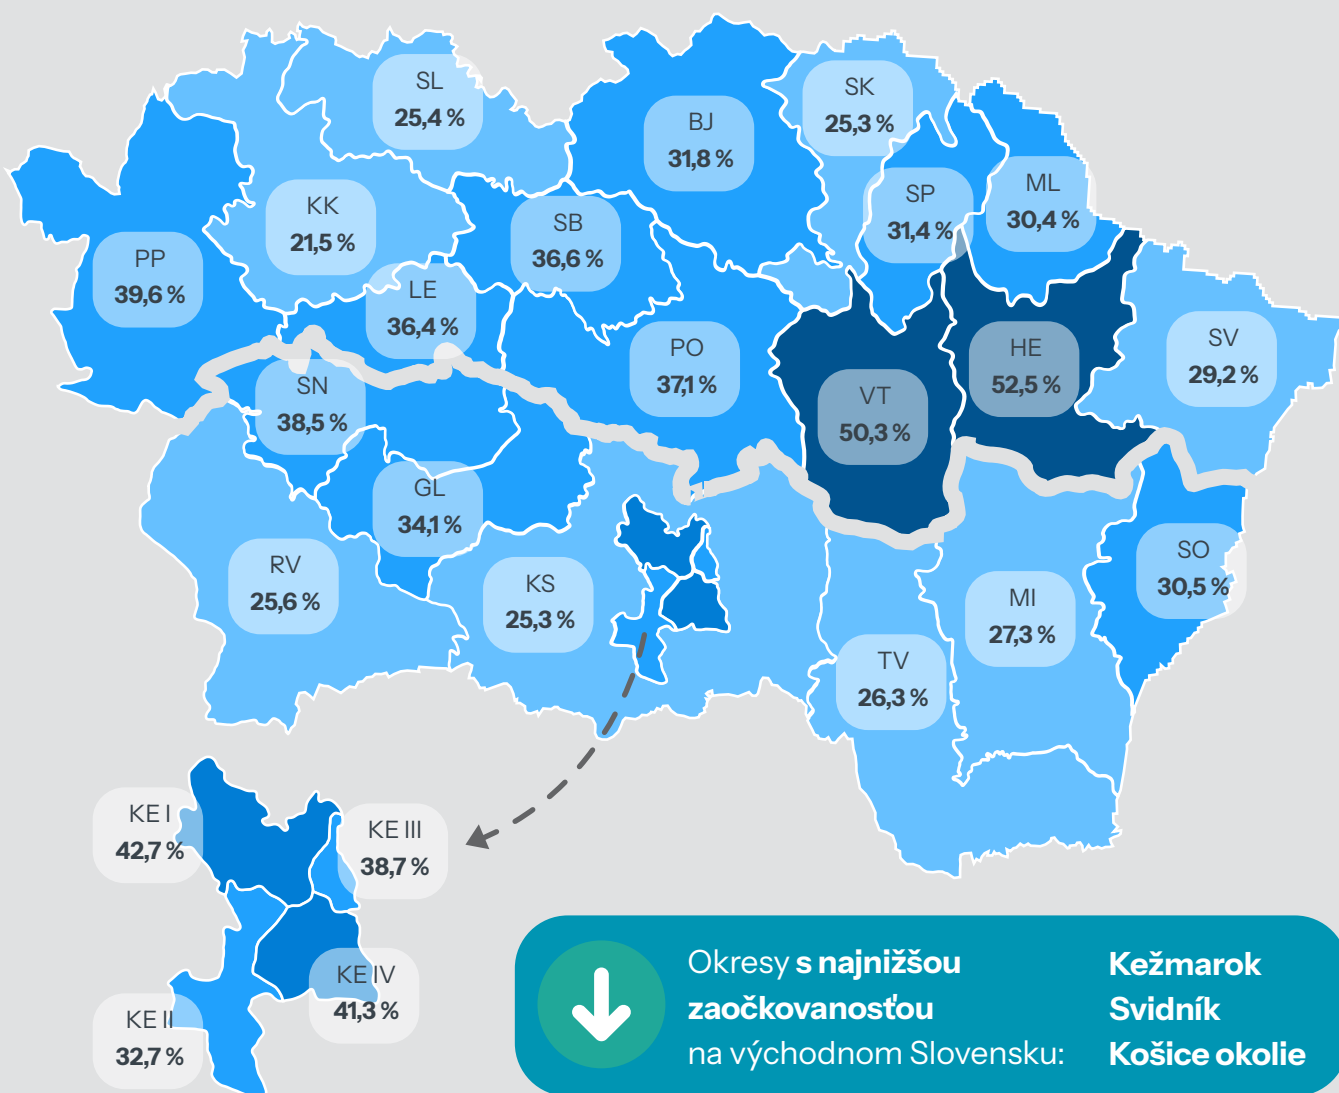 SL
25,4 %
SK
25,3 %
BJ
31,8 %
ML
30,4 %
SP
31,4 %
KK
21,5 %
SB
36,6 %
PP
39,6 %
LE
36,4 %
PO
37,1 %
HE
52,5 %
SV
29,2 %
SN
38,5 %
VT
50,3 %
GL
34,1 %
RV
25,6 %
KS
25,3 %
SO
30,5 %
MI
27,3 %
TV
26,3 %
KE I
42,7 %
KE III
38,7 %
KE IV
41,3 %
KE II
32,7 %
Okresy s najnižšou
zaočkovanosťou
na východnom Slovensku:
Kežmarok
Svidník
Košice okolie